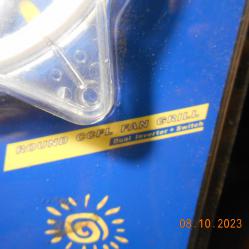 ROUND CCFL FAN GRILL
Dual Inverter + Switch
08.10.2023